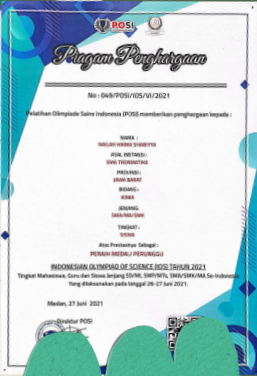 POSI
Piagam Penghargaan
No : 049/POSI/IOS/VI/2021
Pelatihan Olimpiade Sains Indonesia (POSI) memberikan penghargaan kepada :
NAMA :
ASAL INSTANSI :
SMK TRIDMATIKA
PROVINSI :
JAWA BARAT
BIDANG :
KIMIA
JENJANG
SMA/MA/SMK
TINGKAT :
SISWA
Atas Prestasinya Sebagai :
PERAIH MEDALI PERUNGGU
INDONESIAN OLYMPIAD OF SCIENCE (IOS) TAHUN 2021
Tingkat Mahasiswa, Guru dan Siswa Jenjang SD/MI, SMP/MTs, SMA/SMK/MA Se-Indonesia
Yang dilaksanakan pada tanggal 26-27 Juni 2021.
Medan, 27 Juni 2021
Direktur POSI